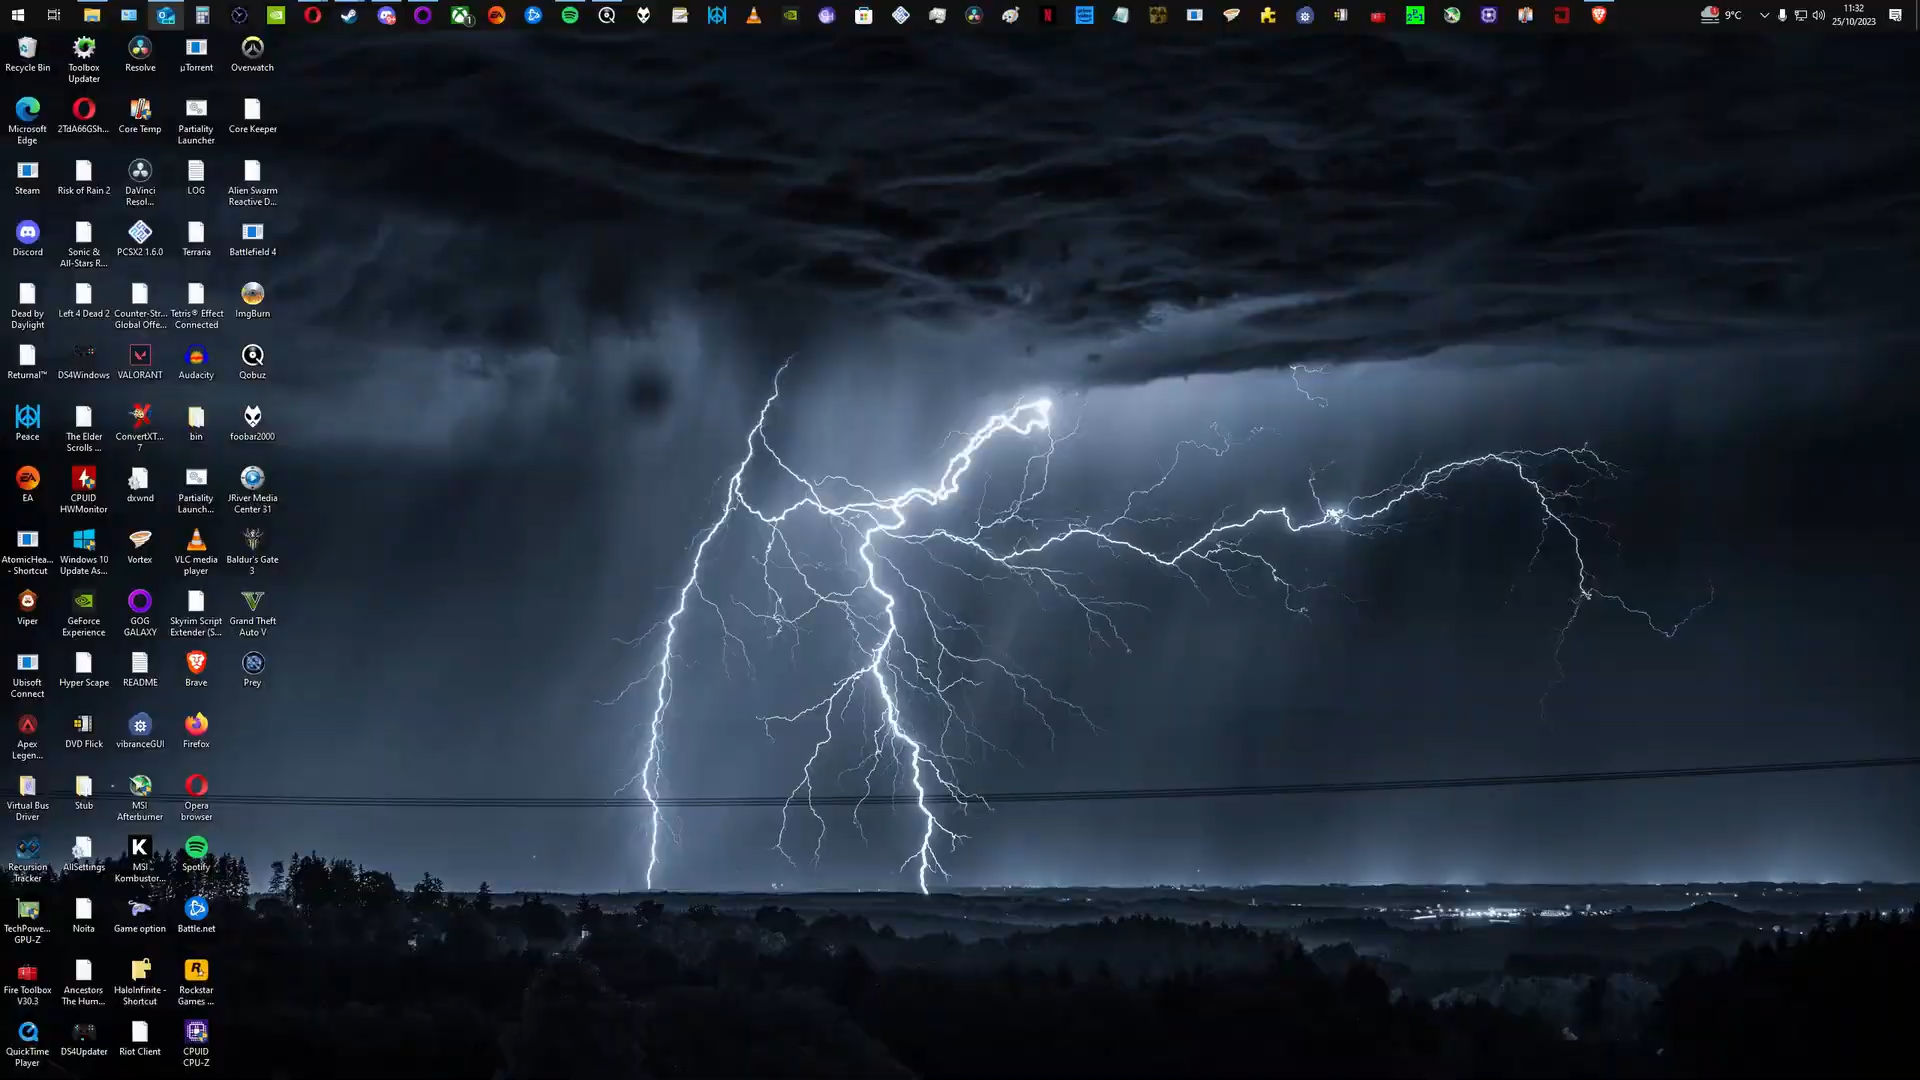 9°C
11:32
25/10/2023
Recycle Bin
Toolbox
Updater
Resolve
µTorrent
Overwatch
Microsoft
Edge
2TdA66GSh...
Core Temp
Partiality
Launcher
Core Keeper
Steam
Risk of Rain 2
DaVinci
Resol...
LOG
Alien Swarm
Reactive D...
Discord
Sonic &
All-Stars R...
PCSX2 1.6.0
Terraria
Battlefield 4
Dead by
Daylight
Left 4 Dead 2
Counter-Str...
Global Offe...
Tetris® Effect
Connected
ImgBurn
Returnal™
DS4Windows
VALORANT
Audacity
Qobuz
Peace
The Elder
Scrolls ...
ConvertXT...
7
bin
foobar2000
EA
CPUID
HWMonitor
dxwnd
Partiality
Launch...
JRiver Media
Center 31
AtomicHea...
- Shortcut
Windows 10
Update As...
Vortex
VLC media
player
Baldur's Gate
3
Viper
GeForce
Experience
GOG
GALAXY
Skyrim Script
Extender (S...
Grand Theft
Auto V
Ubisoft
Connect
Hyper Scape
README
Brave
Prey
Apex
Legen...
DVD Flick
vibranceGUI
Firefox
Virtual Bus
Driver
Stub
MSI
Afterburner
Opera
browser
Recursion
Tracker
AllSettings
K
MSI
Kombustor...
Spotify
TechPowe...
GPU-Z
Noita
Game option
Battle.net
Fire Toolbox
V30.3
Ancestors
The Hum...
HaloInfinite -
Shortcut
Rockstar
Games ...
QuickTime
Player
DS4Updater
Riot Client
CPUID
CPU-Z